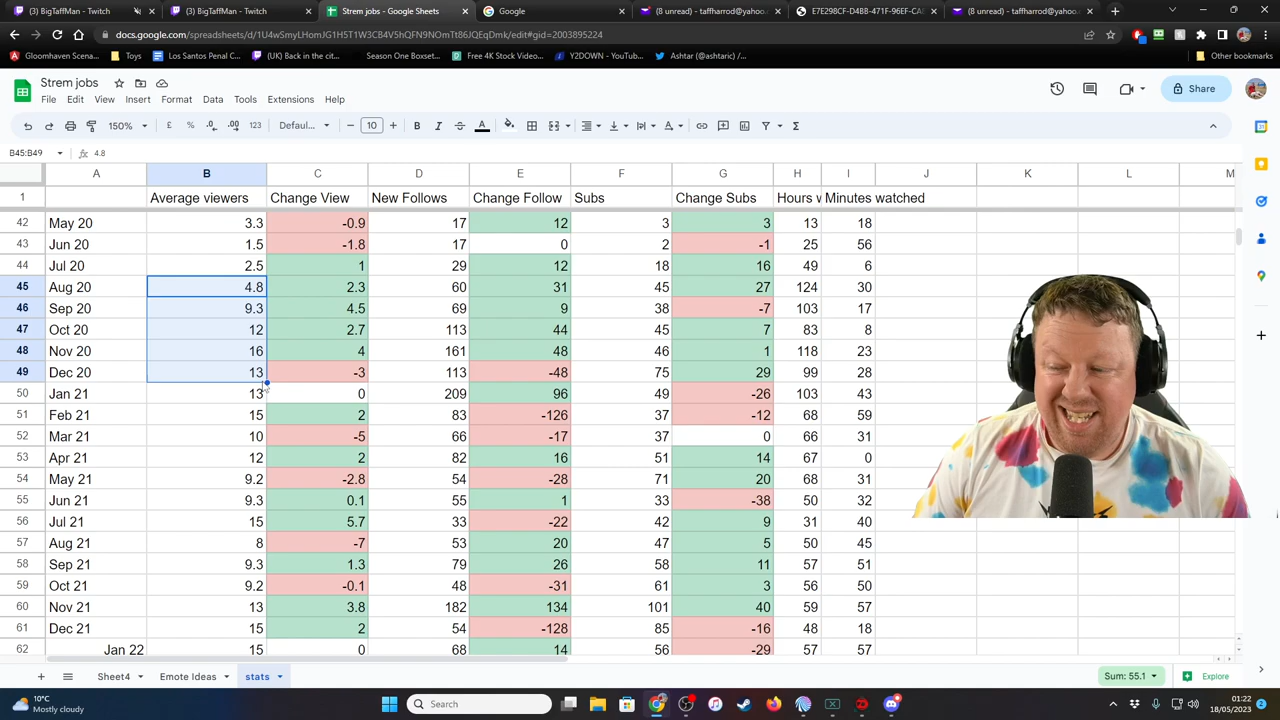 (3) BigTaffMan - Twitch
(3) BigTaffMan - Twitch
Strem jobs - Google Sheets
Google
(8 unread) - taffharrod@yahoo.
E7E298CF-D4BB-471F-96EF-CA5
(8 unread) - taffharrod@yahoo.
docs.google.com/spreadsheets/d/1U4wSmyLHomJG1H5T1W3CB4V5hQFN9NOmTt86JQEqDmk/edit#gid=2003895224
Gloomhaven Scena...
Toys
Los Santos Penal C...
(UK) Back in the cit...
Season One Boxset...
Free 4K Stock Video...
Y2DOWN - YouTub...
Ashtar (@ashtaric) /...
Other bookmarks
Strem jobs
File Edit View Insert Format Data Tools Extensions Help
Share
150% £ % .0 .00 123 Defaul... 10 B I A
B45:B49 4.8
A B C D E F G H I J K L M
1 Average viewers Change View New Follows Change Follow Subs Change Subs Hours w Minutes watched
42 May 20 3.3 -0.9 17 12 3 3 13 18
43 Jun 20 1.5 -1.8 17 0 2 -1 25 56
44 Jul 20 2.5 1 29 12 18 16 49 6
45 Aug 20 4.8 2.3 60 31 45 27 124 30
46 Sep 20 9.3 4.5 69 9 38 -7 103 17
47 Oct 20 12 2.7 113 44 45 7 83 8
48 Nov 20 16 4 161 48 46 1 118 23
49 Dec 20 13 -3 113 -48 75 29 99 28
50 Jan 21 13 0 209 96 49 -26 103 43
51 Feb 21 15 2 83 -126 37 -12 68 59
52 Mar 21 10 -5 66 -17 37 0 66 31
53 Apr 21 12 2 82 16 51 14 67 0
54 May 21 9.2 -2.8 54 -28 71 20 68 31
55 Jun 21 9.3 0.1 55 1 33 -38 50 32
56 Jul 21 15 5.7 33 -22 42 9 31 40
57 Aug 21 8 -7 53 20 47 5 50 45
58 Sep 21 9.3 1.3 79 26 58 11 57 51
59 Oct 21 9.2 -0.1 48 -31 61 3 56 50
60 Nov 21 13 3.8 182 134 101 40 59 57
61 Dec 21 15 2 54 -128 85 -16 48 18
62 Jan 22 15 0 68 14 56 -29 57 57
Sheet4
Emote Ideas
stats
Sum: 55.1
Explore
10°C
Mostly cloudy
Search
01:22
18/05/2023